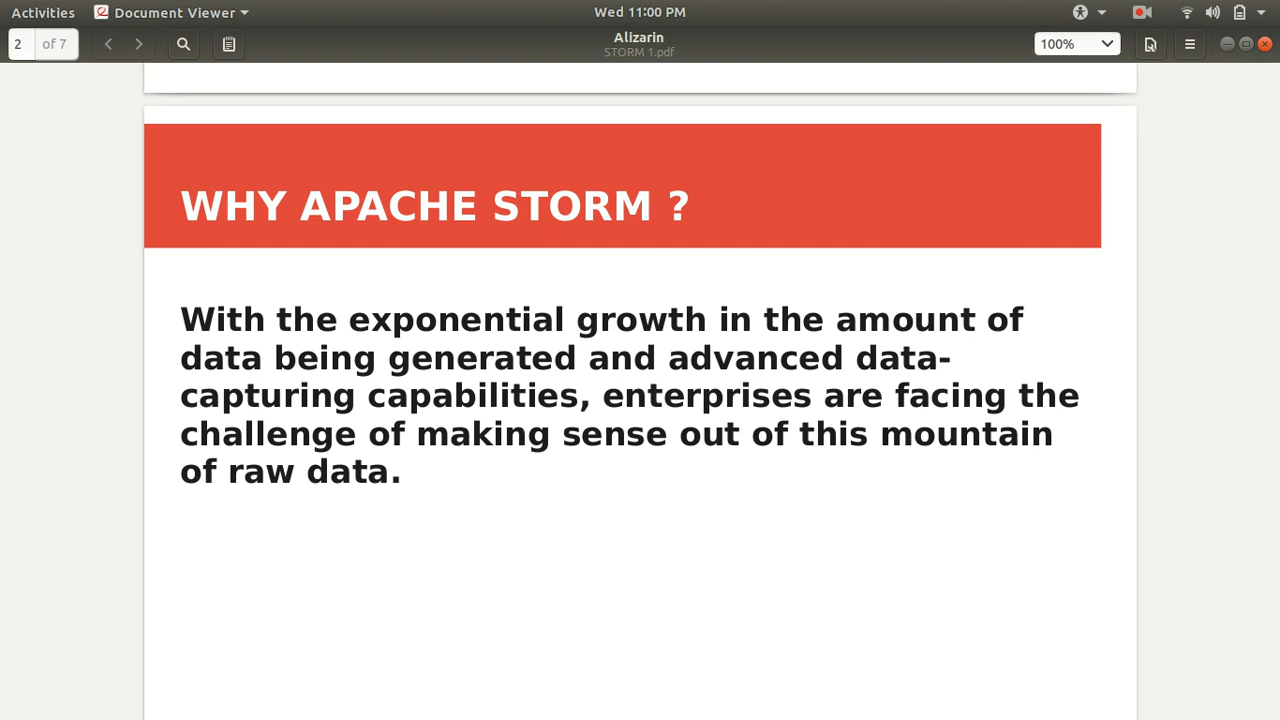 Activities Document Viewer Wed 11:00 PM
2 of 7 Alizarin 100%
STORM 1.pdf
WHY APACHE STORM ?
With the exponential growth in the amount of
data being generated and advanced data-
capturing capabilities, enterprises are facing the
challenge of making sense out of this mountain
of raw data.